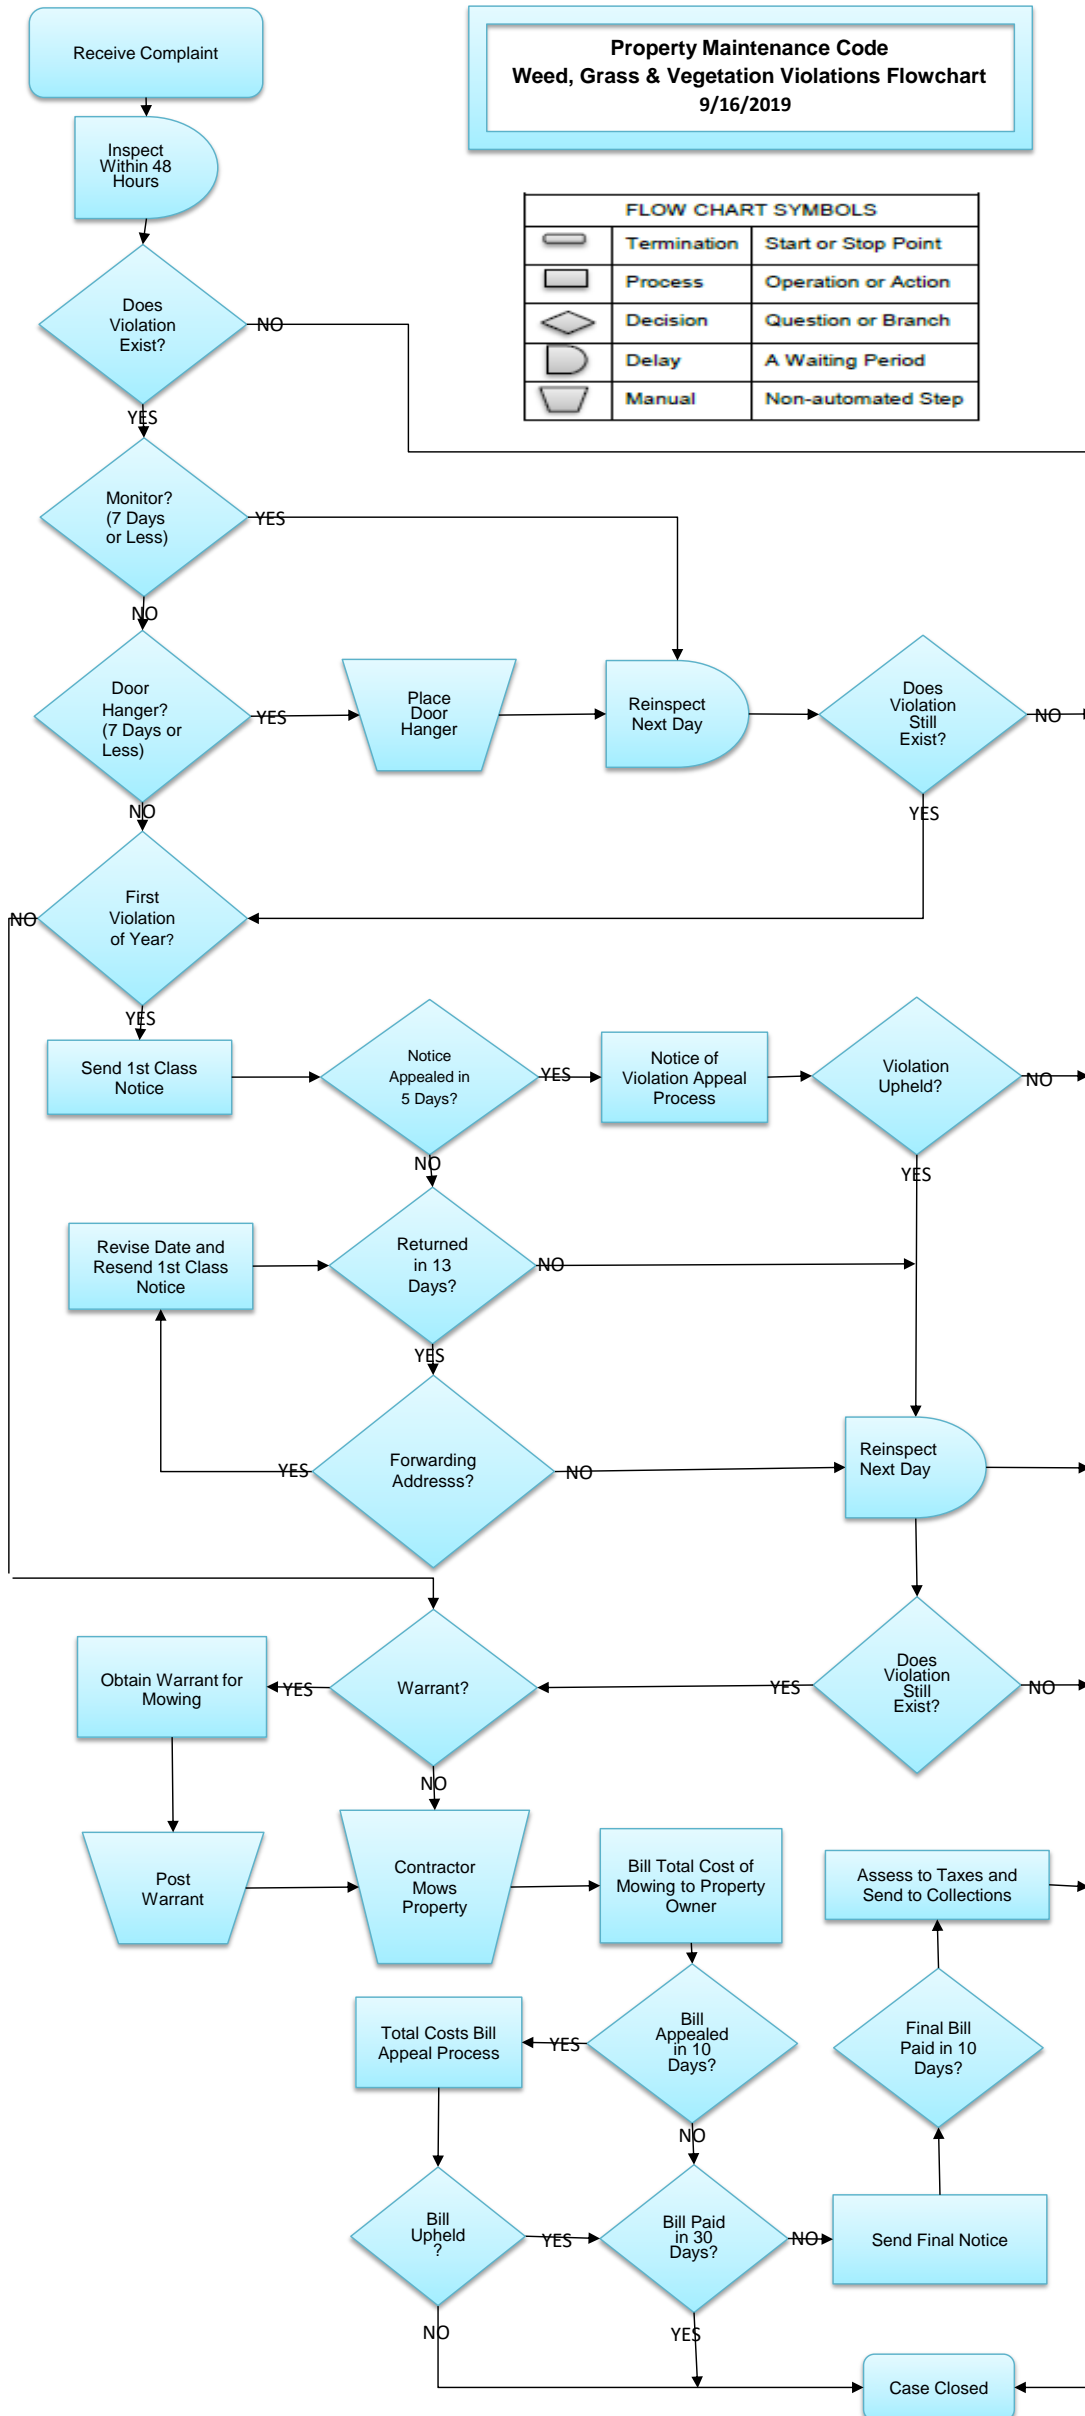 Receive Complaint
Property Maintenance Code
Weed, Grass & Vegetation Violations Flowchart
9/16/2019
Inspect
Within 48
Hours
FLOW CHART SYMBOLS
Termination Start or Stop Point
Process Operation or Action
Decision Question or Branch
Delay A Waiting Period
Manual Non-automated Step
Does
Violation
Exist?
NO
YES
Monitor?
(7 Days
or Less)
YES
NO
Door
Hanger?
(7 Days or
Less)
YES
Place
Door
Hanger
Reinspect
Next Day
Does
Violation
Still
Exist?
NO
YES
NO
First
Violation
of Year?
NO
YES
Send 1st Class
Notice
Notice
Appealed in
5 Days?
YES
Notice of
Violation Appeal
Process
Violation
Upheld?
NO
YES
NO
Revise Date and
Resend 1st Class
Notice
Returned
in 13
Days?
NO
YES
Forwarding
Addresss?
YES
NO
Reinspect
Next Day
Obtain Warrant for
Mowing
YES
Warrant?
YES
Does
Violation
Still
Exist?
NO
NO
Post
Warrant
Contractor
Mows
Property
Bill Total Cost of
Mowing to Property
Owner
Assess to Taxes and
Send to Collections
Total Costs Bill
Appeal Process
YES
Bill
Appealed
in 10
Days?
Final Bill
Paid in 10
Days?
NO
Bill
Upheld
?
YES
Bill Paid
in 30
Days?
NO
Send Final Notice
NO
YES
Case Closed